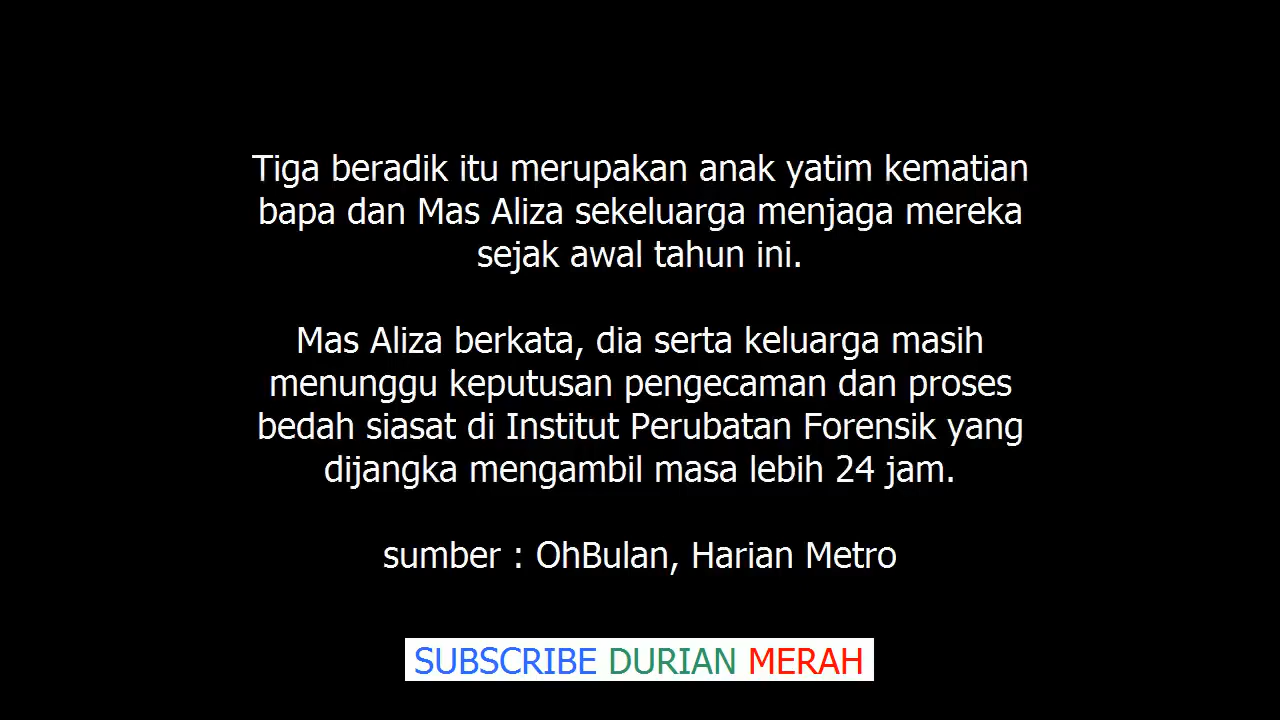 Tiga beradik itu merupakan anak yatim kematian
bapa dan Mas Aliza sekeluarga menjaga mereka
sejak awal tahun ini.
Mas Aliza berkata, dia serta keluarga masih
menunggu keputusan pengecaman dan proses
bedah siasat di Institut Perubatan Forensik yang
dijangka mengambil masa lebih 24 jam.
sumber : OhBulan, Harian Metro
SUBSCRIBE DURIAN MERAH